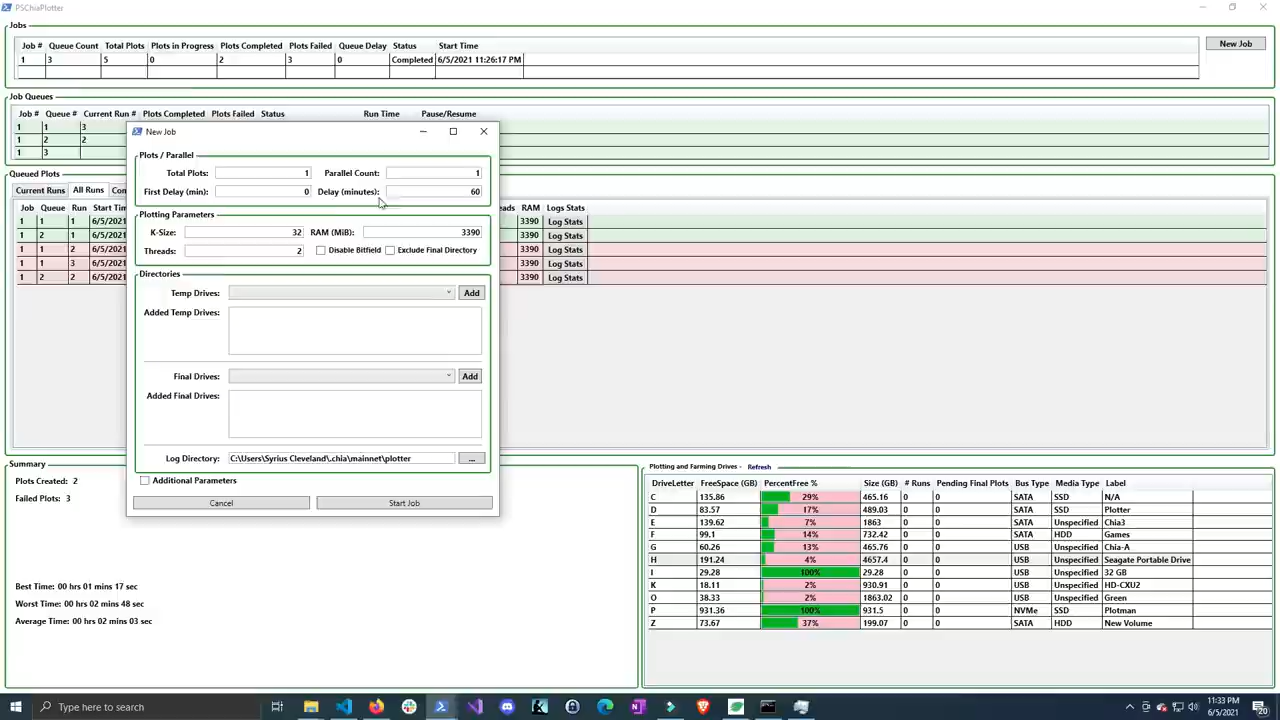 PSChiaPlotter
Jobs
Job # Queue Count Total Plots Plots in Progress Plots Completed Plots Failed Queue Delay Status Start Time
1 3 5 0 2 3 0 Completed 6/5/2021 11:26:17 PM
New Job
Job Queues
Job # Queue # Current Run # Plots Completed Plots Failed Status Run Time Pause/Resume
1 1 3
1 2 2
1 3
New Job
Plots / Parallel
Total Plots: 1 Parallel Count: 1
First Delay (min): 0 Delay (minutes): 60
Plotting Parameters
K-Size: 32 RAM (MiB): 3390
Threads: 2 Disable Bitfield Exclude Final Directory
Directories
Temp Drives: Add
Added Temp Drives:
Final Drives: Add
Added Final Drives:
Log Directory: C:\Users\Syrius Cleveland\.chia\mainnet\plotter ...
Additional Parameters
Cancel Start Job
Queued Plots
Current Runs All Runs Con
Job Queue Run Start Tim eads RAM Logs Stats
1 1 1 6/5/2021 3390 Log Stats
1 2 1 6/5/2021 3390 Log Stats
1 1 2 6/5/2021 3390 Log Stats
1 1 3 6/5/2021 3390 Log Stats
1 2 2 6/5/2021 3390 Log Stats
Summary
Plots Created: 2
Failed Plots: 3
Best Time: 00 hrs 01 mins 17 sec
Worst Time: 00 hrs 02 mins 48 sec
Average Time: 00 hrs 02 mins 03 sec
Plotting and Farming Drives - Refresh
DriveLetter FreeSpace (GB) PercentFree % Size (GB) # Runs Pending Final Plots Bus Type Media Type Label
C 135.86 29% 465.16 0 0 SATA SSD N/A
D 83.57 17% 489.03 0 0 SATA SSD Plotter
E 139.62 7% 1863 0 0 SATA Unspecified Chia3
F 99.1 14% 732.42 0 0 SATA HDD Games
G 60.26 13% 465.76 0 0 USB Unspecified Chia-A
H 191.24 4% 4657.4 0 0 USB Unspecified Seagate Portable Drive
I 29.28 100% 29.28 0 0 USB Unspecified 32 GB
K 18.11 2% 930.91 0 0 USB Unspecified HD-CXU2
O 38.33 2% 1863.02 0 0 USB Unspecified Green
P 931.36 100% 931.5 0 0 NVMe SSD Plotman
Z 73.67 37% 199.07 0 0 SATA HDD New Volume
Type here to search
11:33 PM
6/5/2021
20